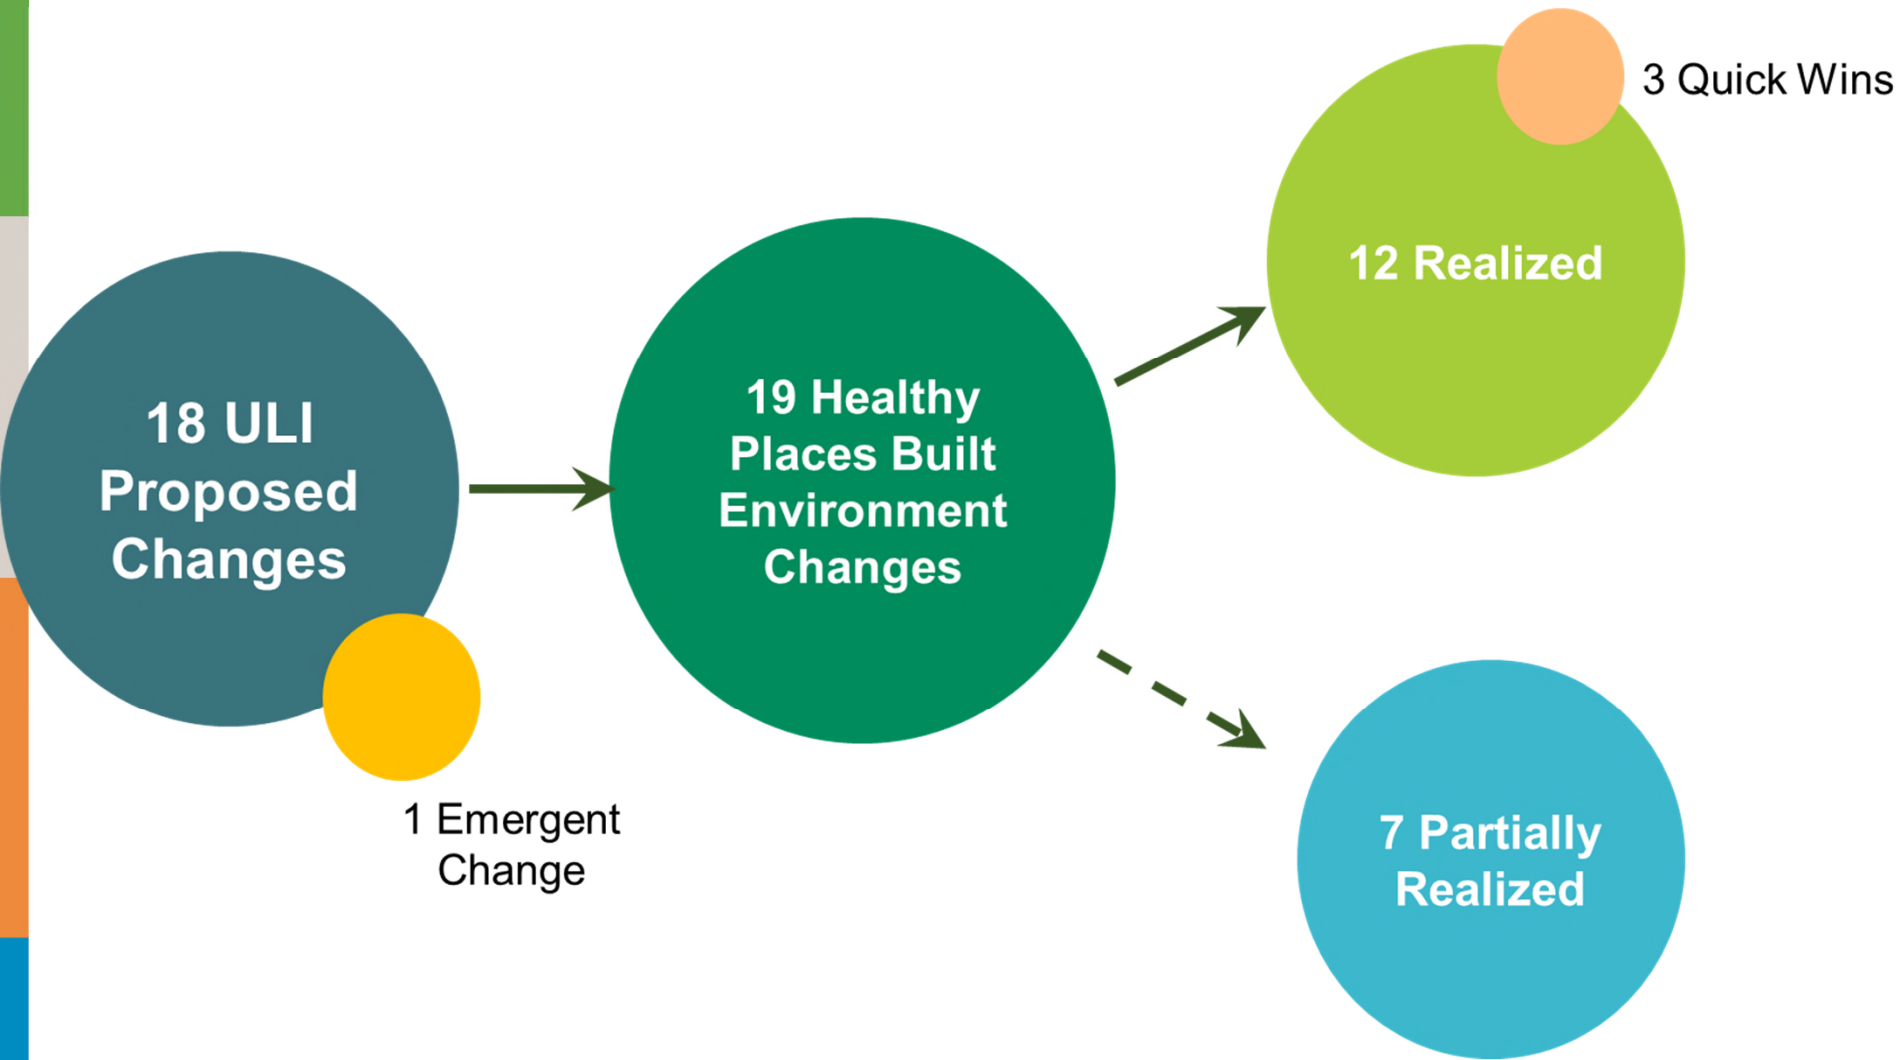 18 ULI
Proposed
Changes
1 Emergent
Change
19 Healthy
Places Built
Environment
Changes
3 Quick Wins
12 Realized
7 Partially
Realized